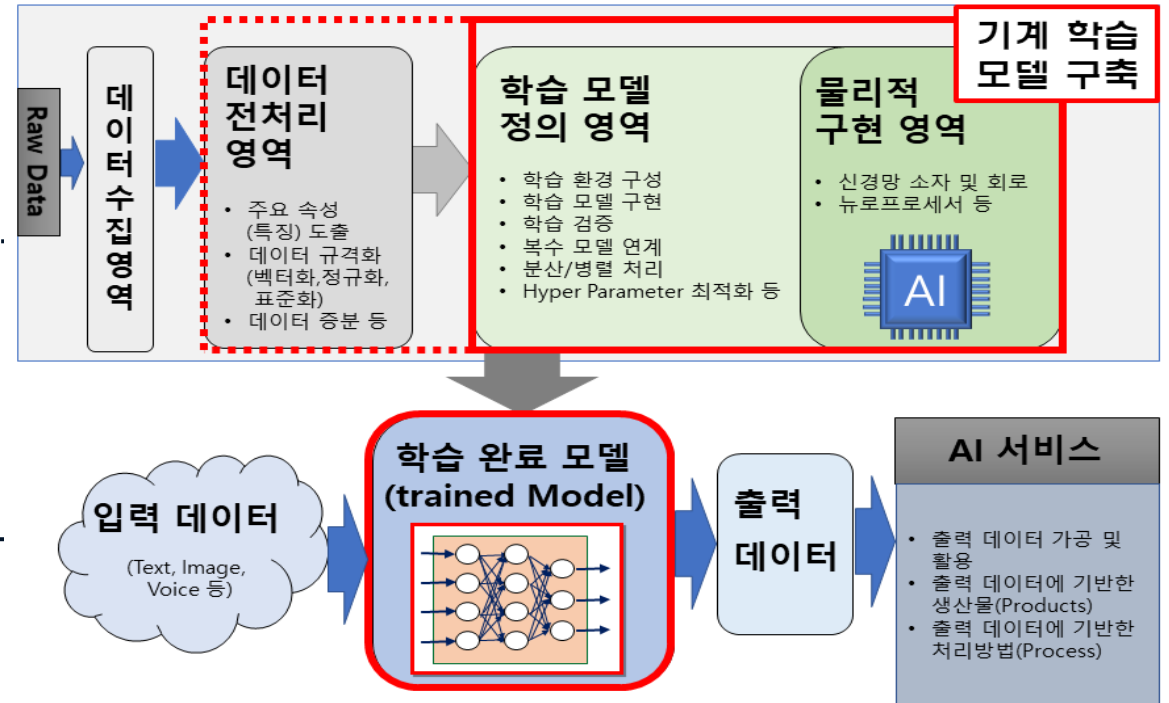 기계 학습
모델 구축
Raw Data
데이터수집영역
데이터
전처리
영역
• 주요 속성
(특징) 도출
• 데이터 규격화
(벡터화,정규화,
표준화)
• 데이터 증분 등
학습 모델
정의 영역
• 학습 환경 구성
• 학습 모델 구현
• 학습 검증
• 복수 모델 연계
• 분산/병렬 처리
• Hyper Parameter 최적화 등
물리적
구현 영역
• 신경망 소자 및 회로
• 뉴로프로세서 등
AI
입력 데이터
(Text, Image,
Voice 등)
학습 완료 모델
(trained Model)
출력
데이터
AI 서비스
• 출력 데이터 가공 및
활용
• 출력 데이터에 기반한
생산물(Products)
• 출력 데이터에 기반한
처리방법(Process)